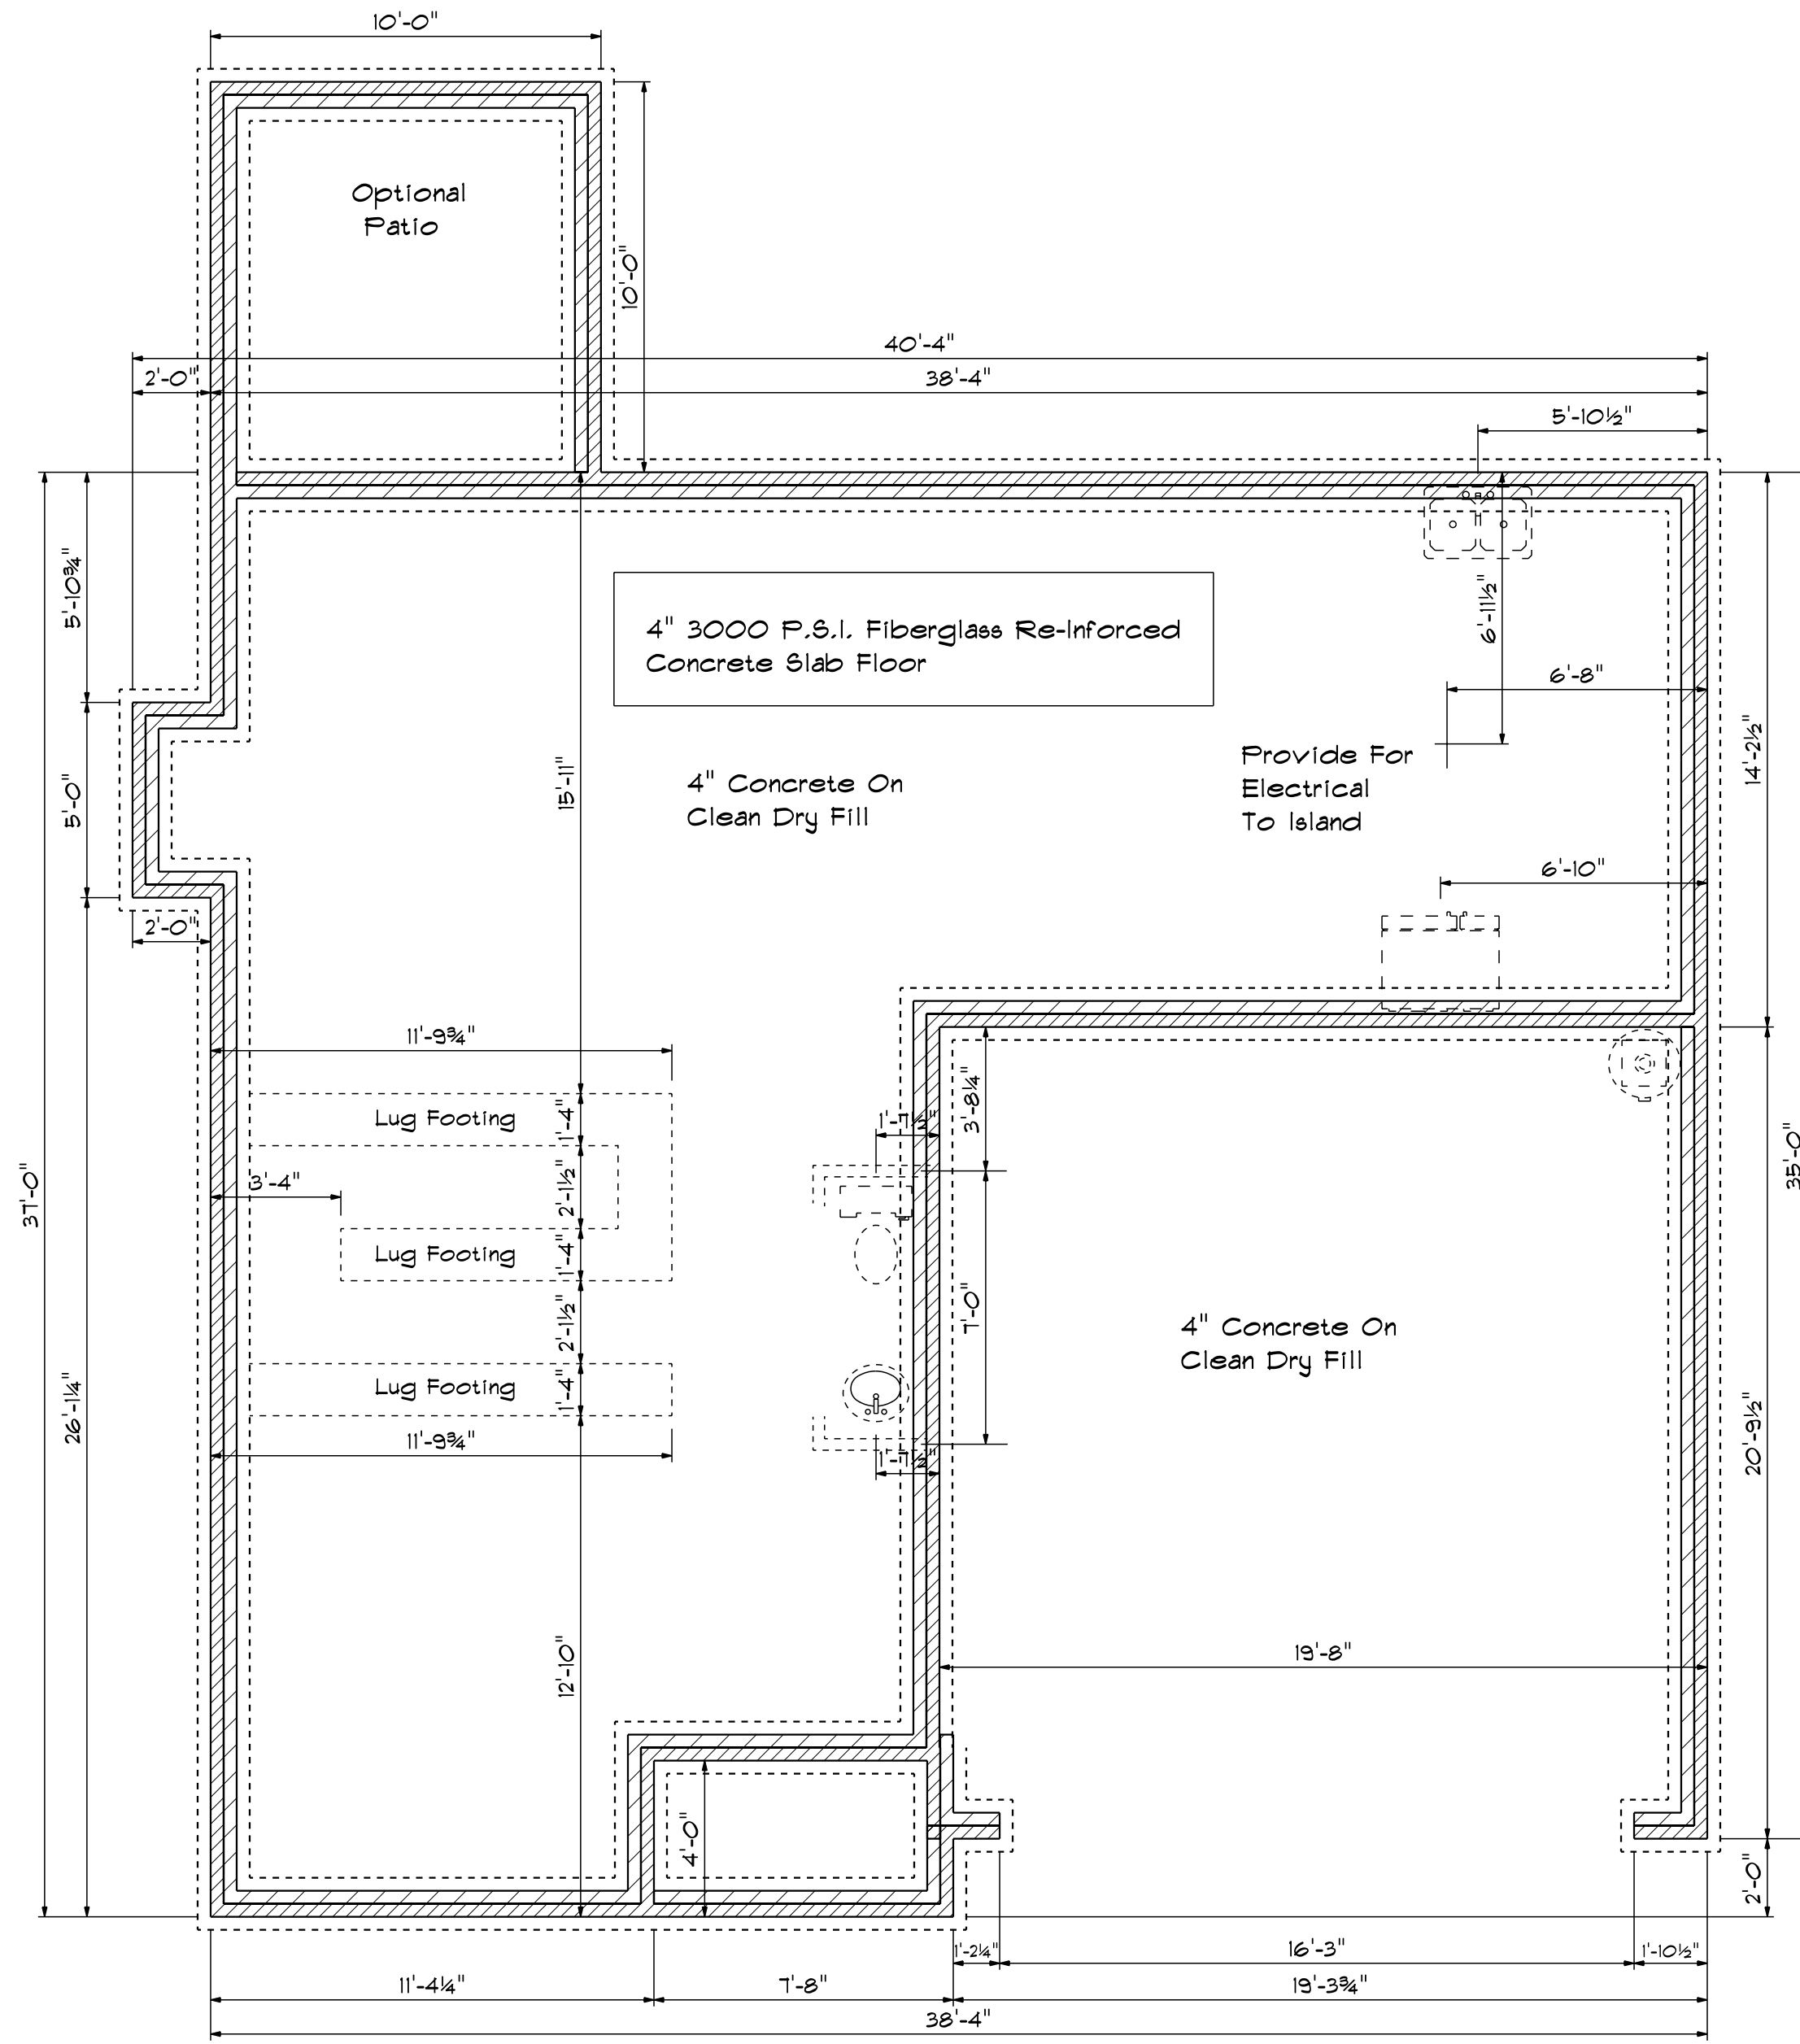 10'-0"
Optional
Patio
10'-0"
40'-4"
2'-0"
38'-4"
5'-10½"
5'-10¾"
4" 3000 P.S.I. Fiberglass Re-Inforced
Concrete Slab Floor
6'-11½"
6'-8"
14'-2½"
15'-11"
5'-0"
4" Concrete On
Clean Dry Fill
Provide For
Electrical
To Island
6'-10"
2'-0"
11'-9¾"
Lug Footing
1'-4"
1'-7½"
3'-8¼"
37'-0"
35'-0"
3'-4"
2'-1½"
Lug Footing
1'-4"
7'-0"
2'-1½"
4" Concrete On
Clean Dry Fill
Lug Footing
1'-4"
26'-1¼"
11'-9¾"
1'-7½"
20'-9½"
12'-10"
19'-8"
4'-0"
2'-0"
1'-2¼"
16'-3"
1'-10½"
11'-4¼"
7'-8"
19'-3¾"
38'-4"